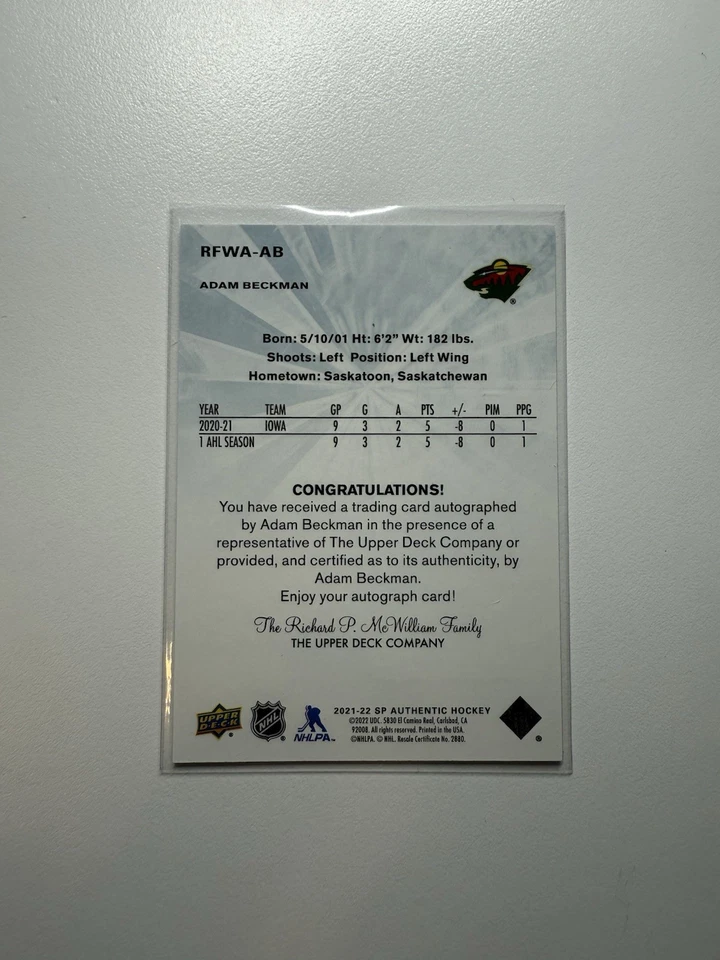 RFWA-AB
ADAM BECKMAN
Born: 5/10/01 Ht: 6'2" Wt: 182 lbs.
Shoots: Left Position: Left Wing
Hometown: Saskatoon, Saskatchewan
YEAR TEAM GP G A PTS +/- PIM PPG
2020-21 IOWA 9 3 2 5 -8 0 1
1 AHL SEASON 9 3 2 5 -8 0 1
CONGRATULATIONS!
You have received a trading card autographed
by Adam Beckman in the presence of a
representative of The Upper Deck Company or
provided, and certified as to its authenticity, by
Adam Beckman.
Enjoy your autograph card!
The Richard P. McWilliam Family
THE UPPER DECK COMPANY
UPPER
DECK
NHL
NHLPA
2021-22 SP AUTHENTIC HOCKEY
©2022 UDC. 5830 El Camino Real, Carlsbad, CA
92008. All rights reserved. Printed in the USA.
©NHLPA. © NHL. Resale Certificate No. 2880.